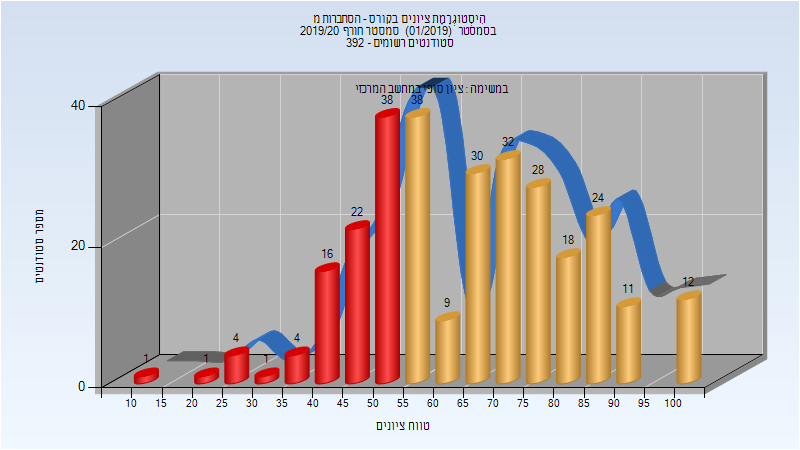 היסטוגרמת ציונים בקורס - הסתברות מ
בסמסטר (01/2019) סמסטר חורף 2019/20
סטודנטים רשומים - 392
במשימה : ציון סופי במחשב המרכזי
מספר סטודנטים
40
20
0
1
1
4
1
4
16
22
38
38
9
30
32
28
18
24
11
12
10 15 20 25 30 35 40 45 50 55 60 65 70 75 80 85 90 95 100
טווח ציונים